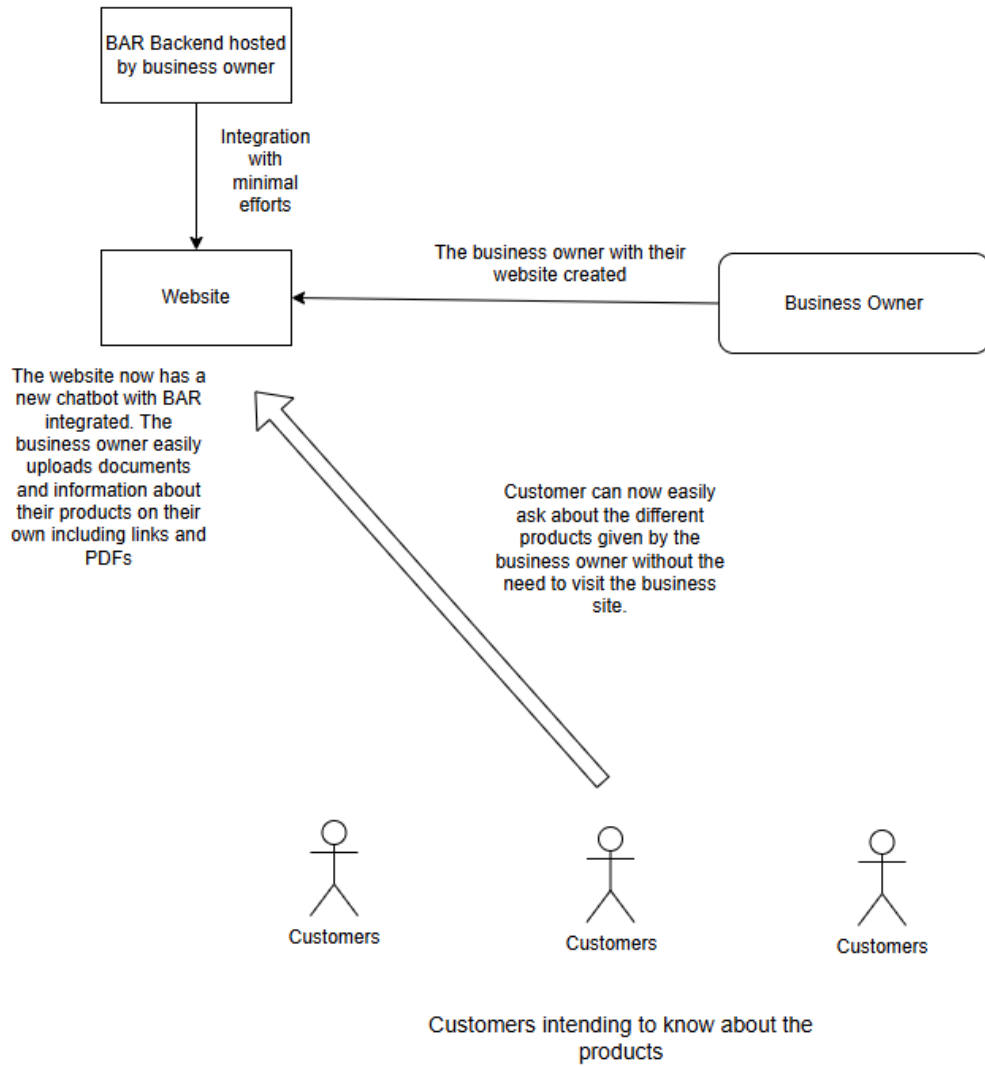 BAR Backend hosted
by business owner
Integration
with
minimal
efforts
The business owner with their
website created
Website
Business Owner
The website now has a
new chatbot with BAR
integrated. The
business owner easily
uploads documents
and information about
their products on their
own including links and
PDFs
Customer can now easily
ask about the different
products given by the
business owner without the
need to visit the business
site.
Customers
Customers
Customers
Customers intending to know about the
products